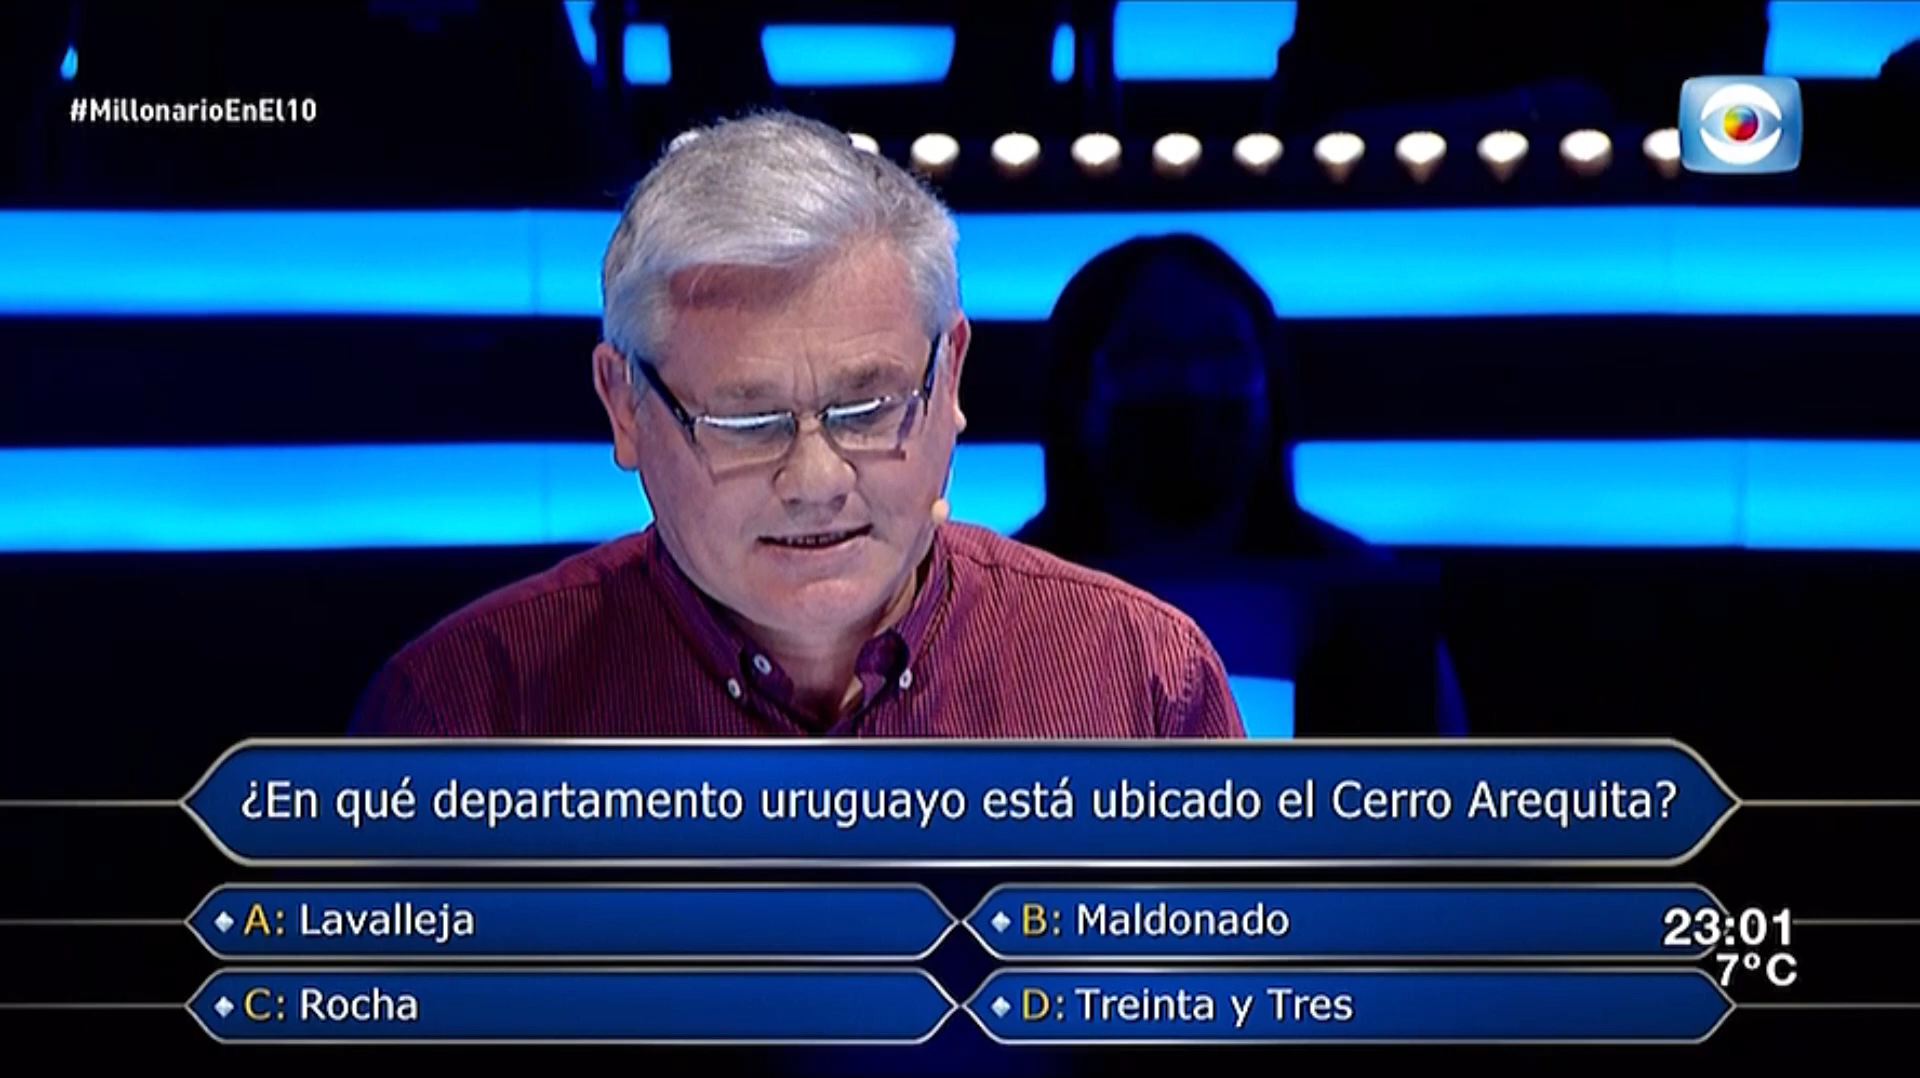 #MillonarioEnEl10
¿En qué departamento uruguayo está ubicado el Cerro Arequita?
A: Lavalleja
B: Maldonado
C: Rocha
D: Treinta y Tres
23:01
7°C